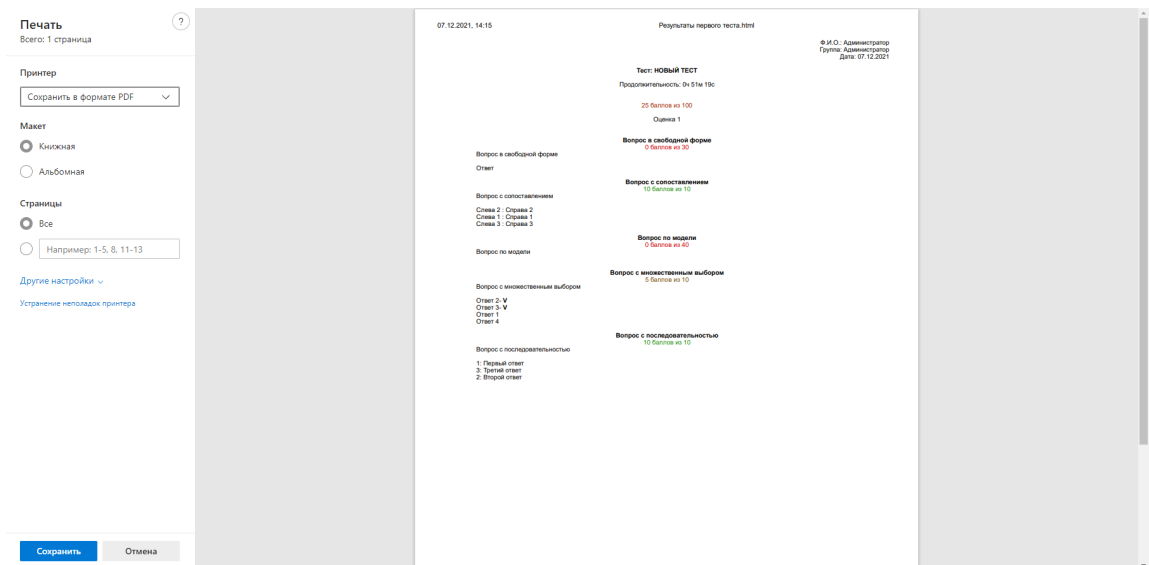 Печать
?
Всего: 1 страница
Принтер
Сохранить в формате PDF
Макет
Книжная
Альбомная
Страницы
Все
Например: 1-5, 8, 11-13
Другие настройки
Устранение неполадок принтера
Сохранить
Отмена
07.12.2021, 14:15
Результаты первого теста.html
Ф.И.О.: Администратор
Группа: Администратор
Дата: 07.12.2021
Тест: НОВЫЙ ТЕСТ
Продолжительность: 0ч 51м 19с
25 баллов из 100
Оценка 1
Вопрос в свободной форме
0 баллов из 30
Вопрос в свободной форме
Ответ
Вопрос с сопоставлением
10 баллов из 10
Вопрос с сопоставлением
Слева 2 : Справа 2
Слева 1 : Справа 1
Слева 3 : Справа 3
Вопрос по модели
0 баллов из 40
Вопрос по модели
Вопрос с множественным выбором
5 баллов из 10
Вопрос с множественным выбором
Ответ 2- V
Ответ 3- V
Ответ 1
Ответ 4
Вопрос с последовательностью
10 баллов из 10
Вопрос с последовательностью
1: Первый ответ
3: Третий ответ
2: Второй ответ